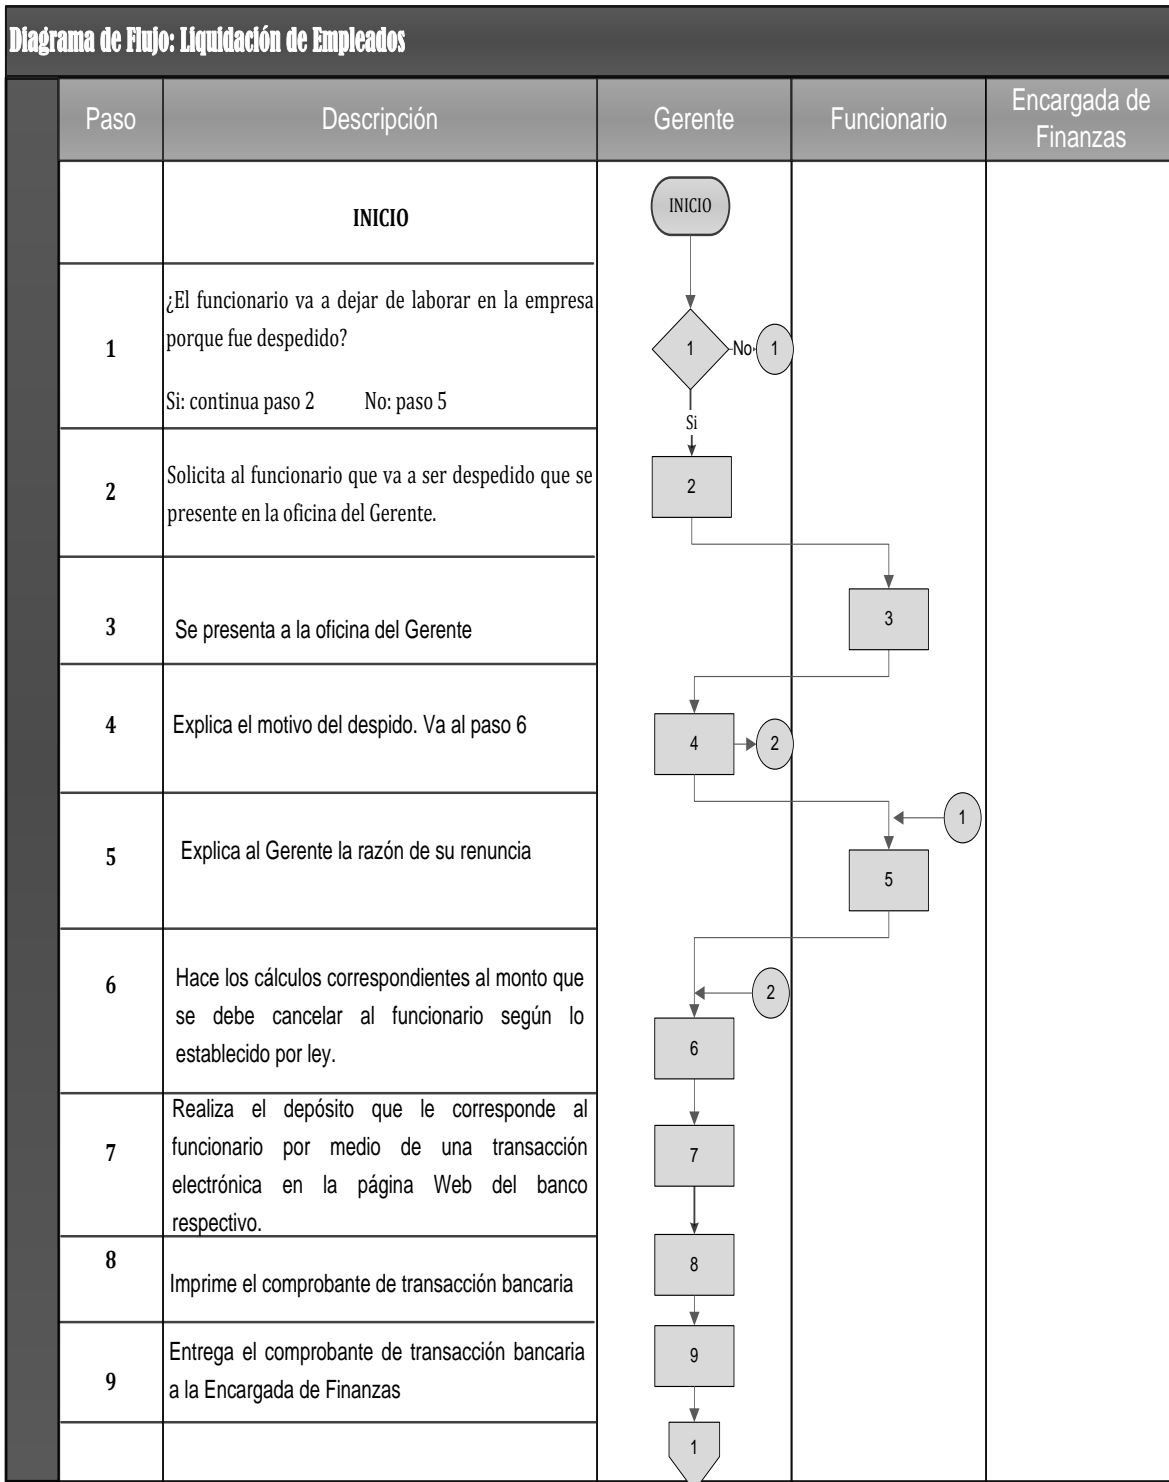 Diagrama de Flujo: Liquidación de Empleados
Paso
Descripción
Gerente
Funcionario
Encargada de
Finanzas
INICIO
INICIO
1
¿El funcionario va a dejar de laborar en la empresa
porque fue despedido?
Si: continua paso 2 No: paso 5
1
No
1
Si
2
Solicita al funcionario que va a ser despedido que se
presente en la oficina del Gerente.
2
3
Se presenta a la oficina del Gerente
3
4
Explica el motivo del despido. Va al paso 6
4
2
5
Explica al Gerente la razón de su renuncia
1
5
6
Hace los cálculos correspondientes al monto que
se debe cancelar al funcionario según lo
establecido por ley.
2
6
7
Realiza el depósito que le corresponde al
funcionario por medio de una transacción
electrónica en la página Web del banco
respectivo.
7
8
Imprime el comprobante de transacción bancaria
8
9
Entrega el comprobante de transacción bancaria
a la Encargada de Finanzas
9
1